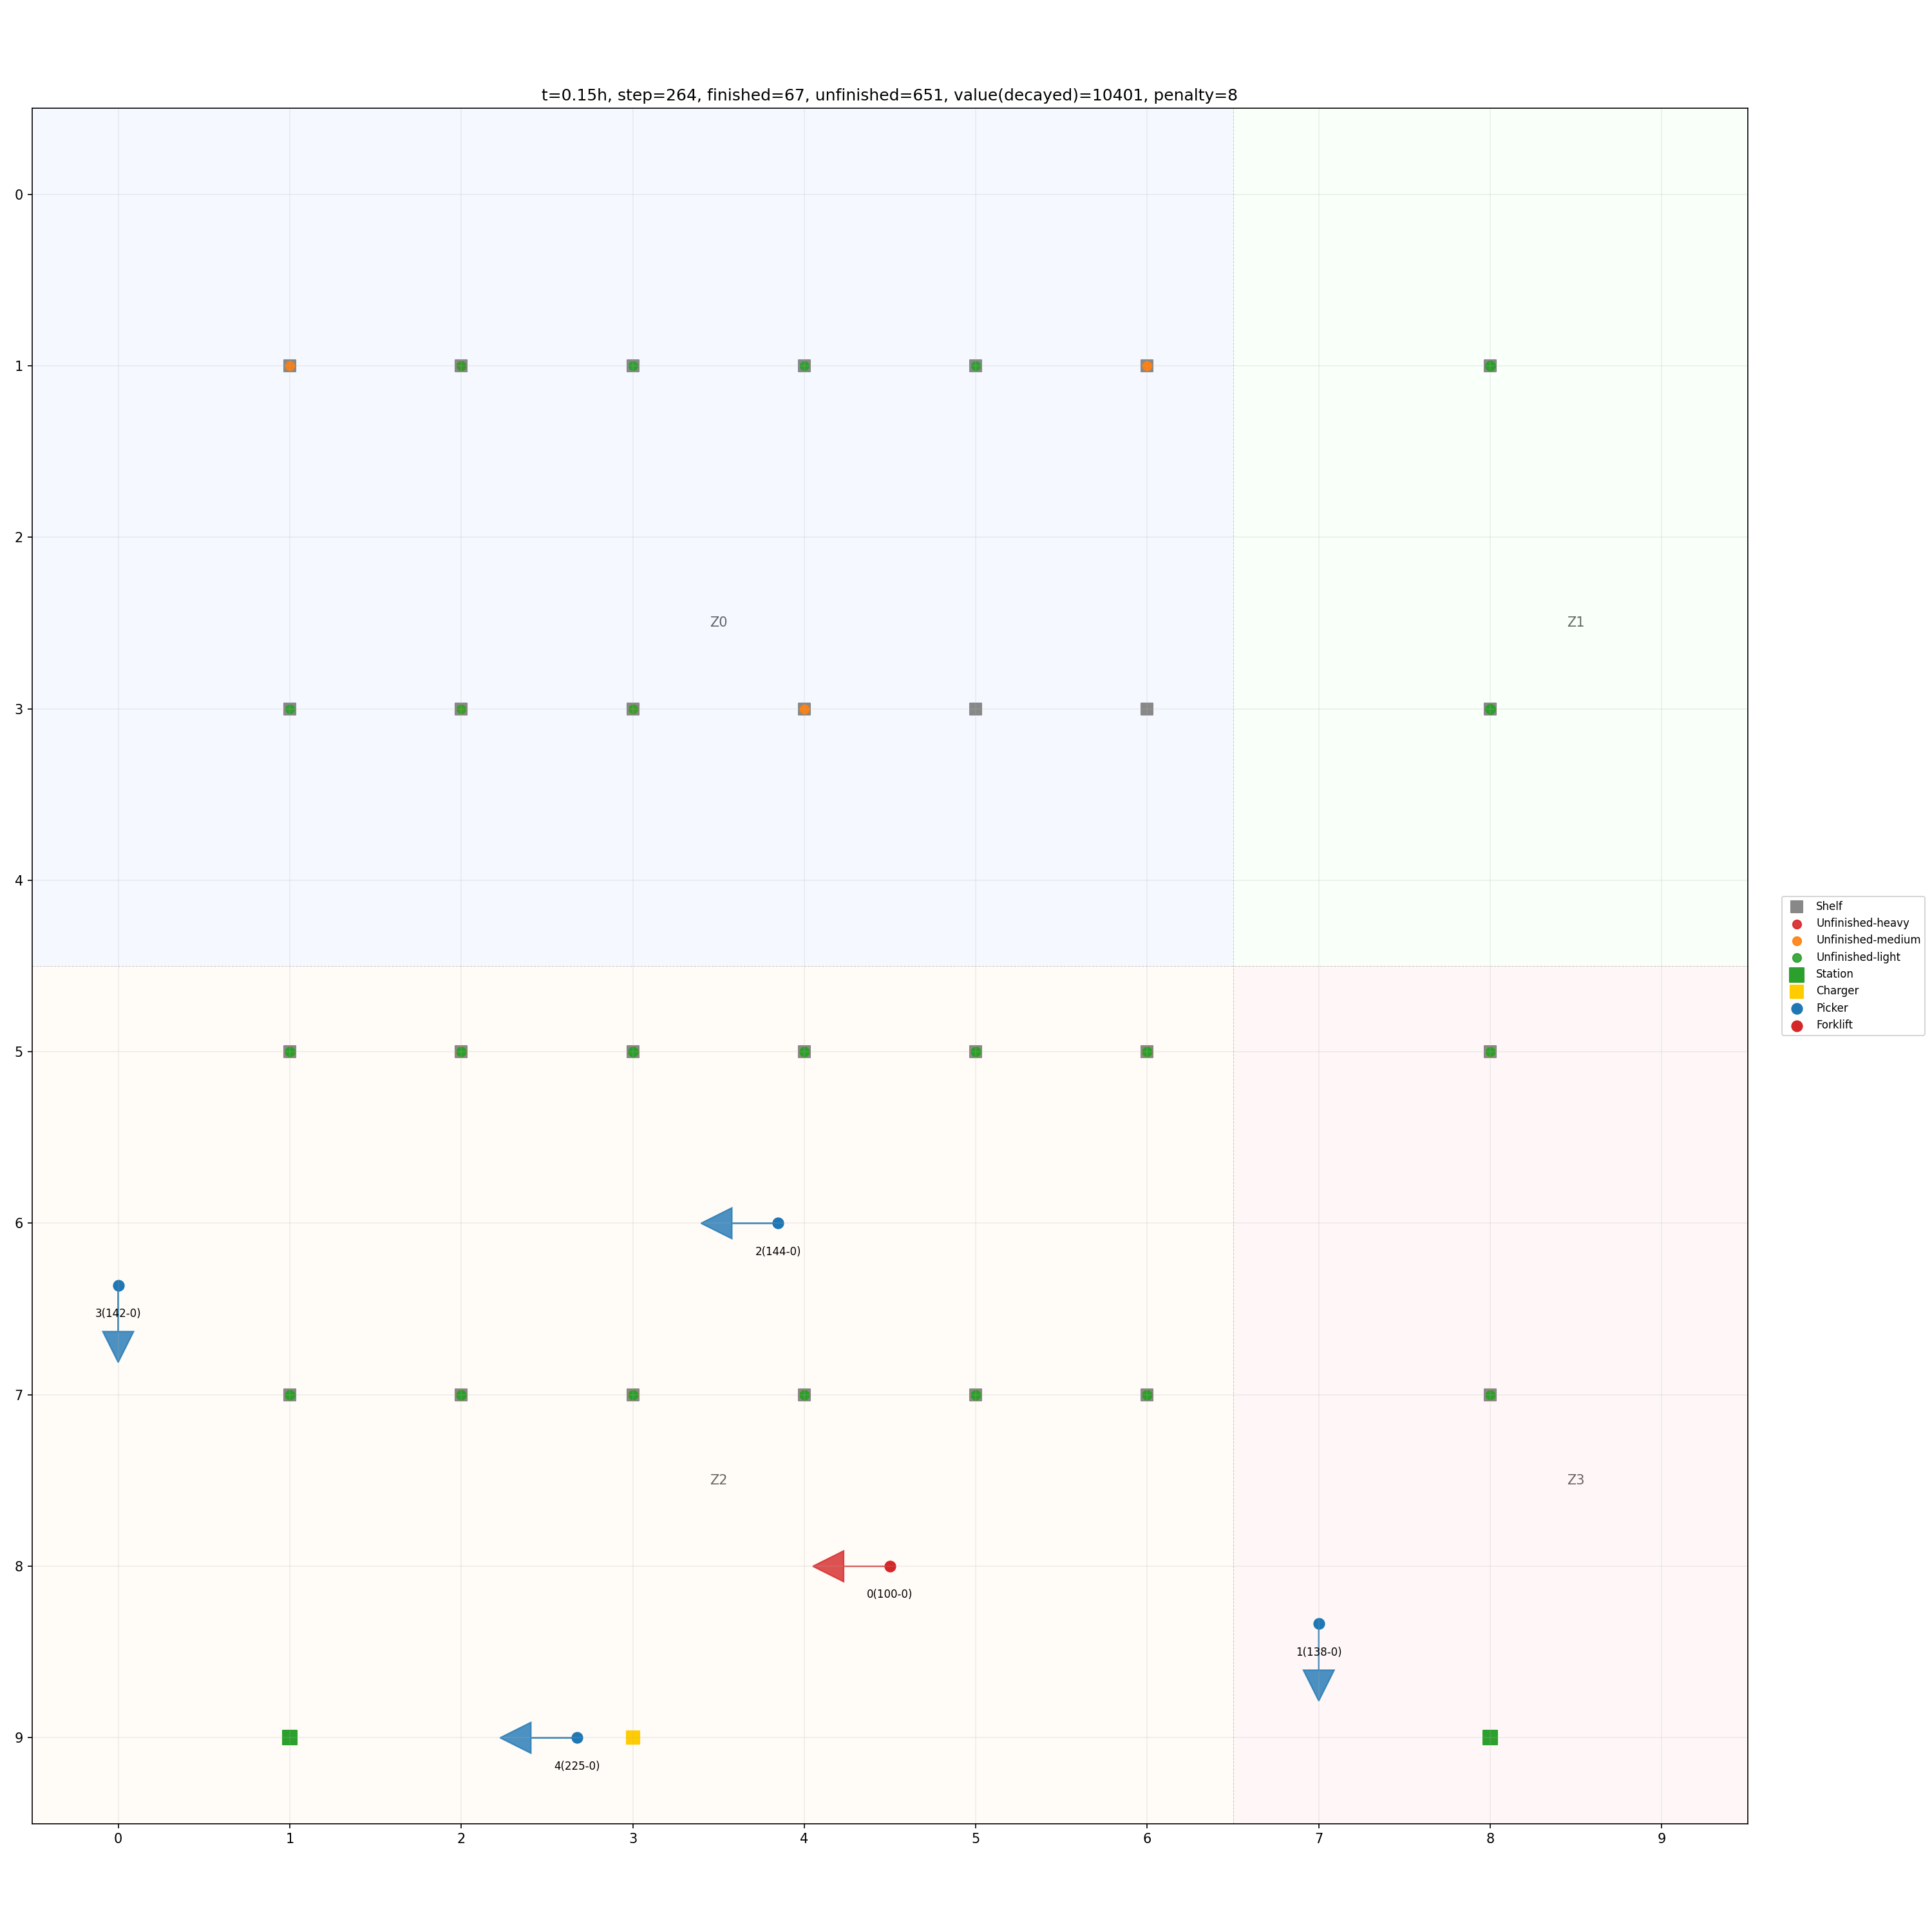 t=0.15h, step=264, finished=67, unfinished=651, value(decayed)=10401, penalty=8
0
1
2
Z0
Z1
3
4
Shelf
Unfinished-heavy
Unfinished-medium
Unfinished-light
Station
Charger
Picker
Forklift
5
6
2(144-0)
3(142-0)
7
Z2
Z3
8
0(100-0)
1(138-0)
9
4(225-0)
0 1 2 3 4 5 6 7 8 9